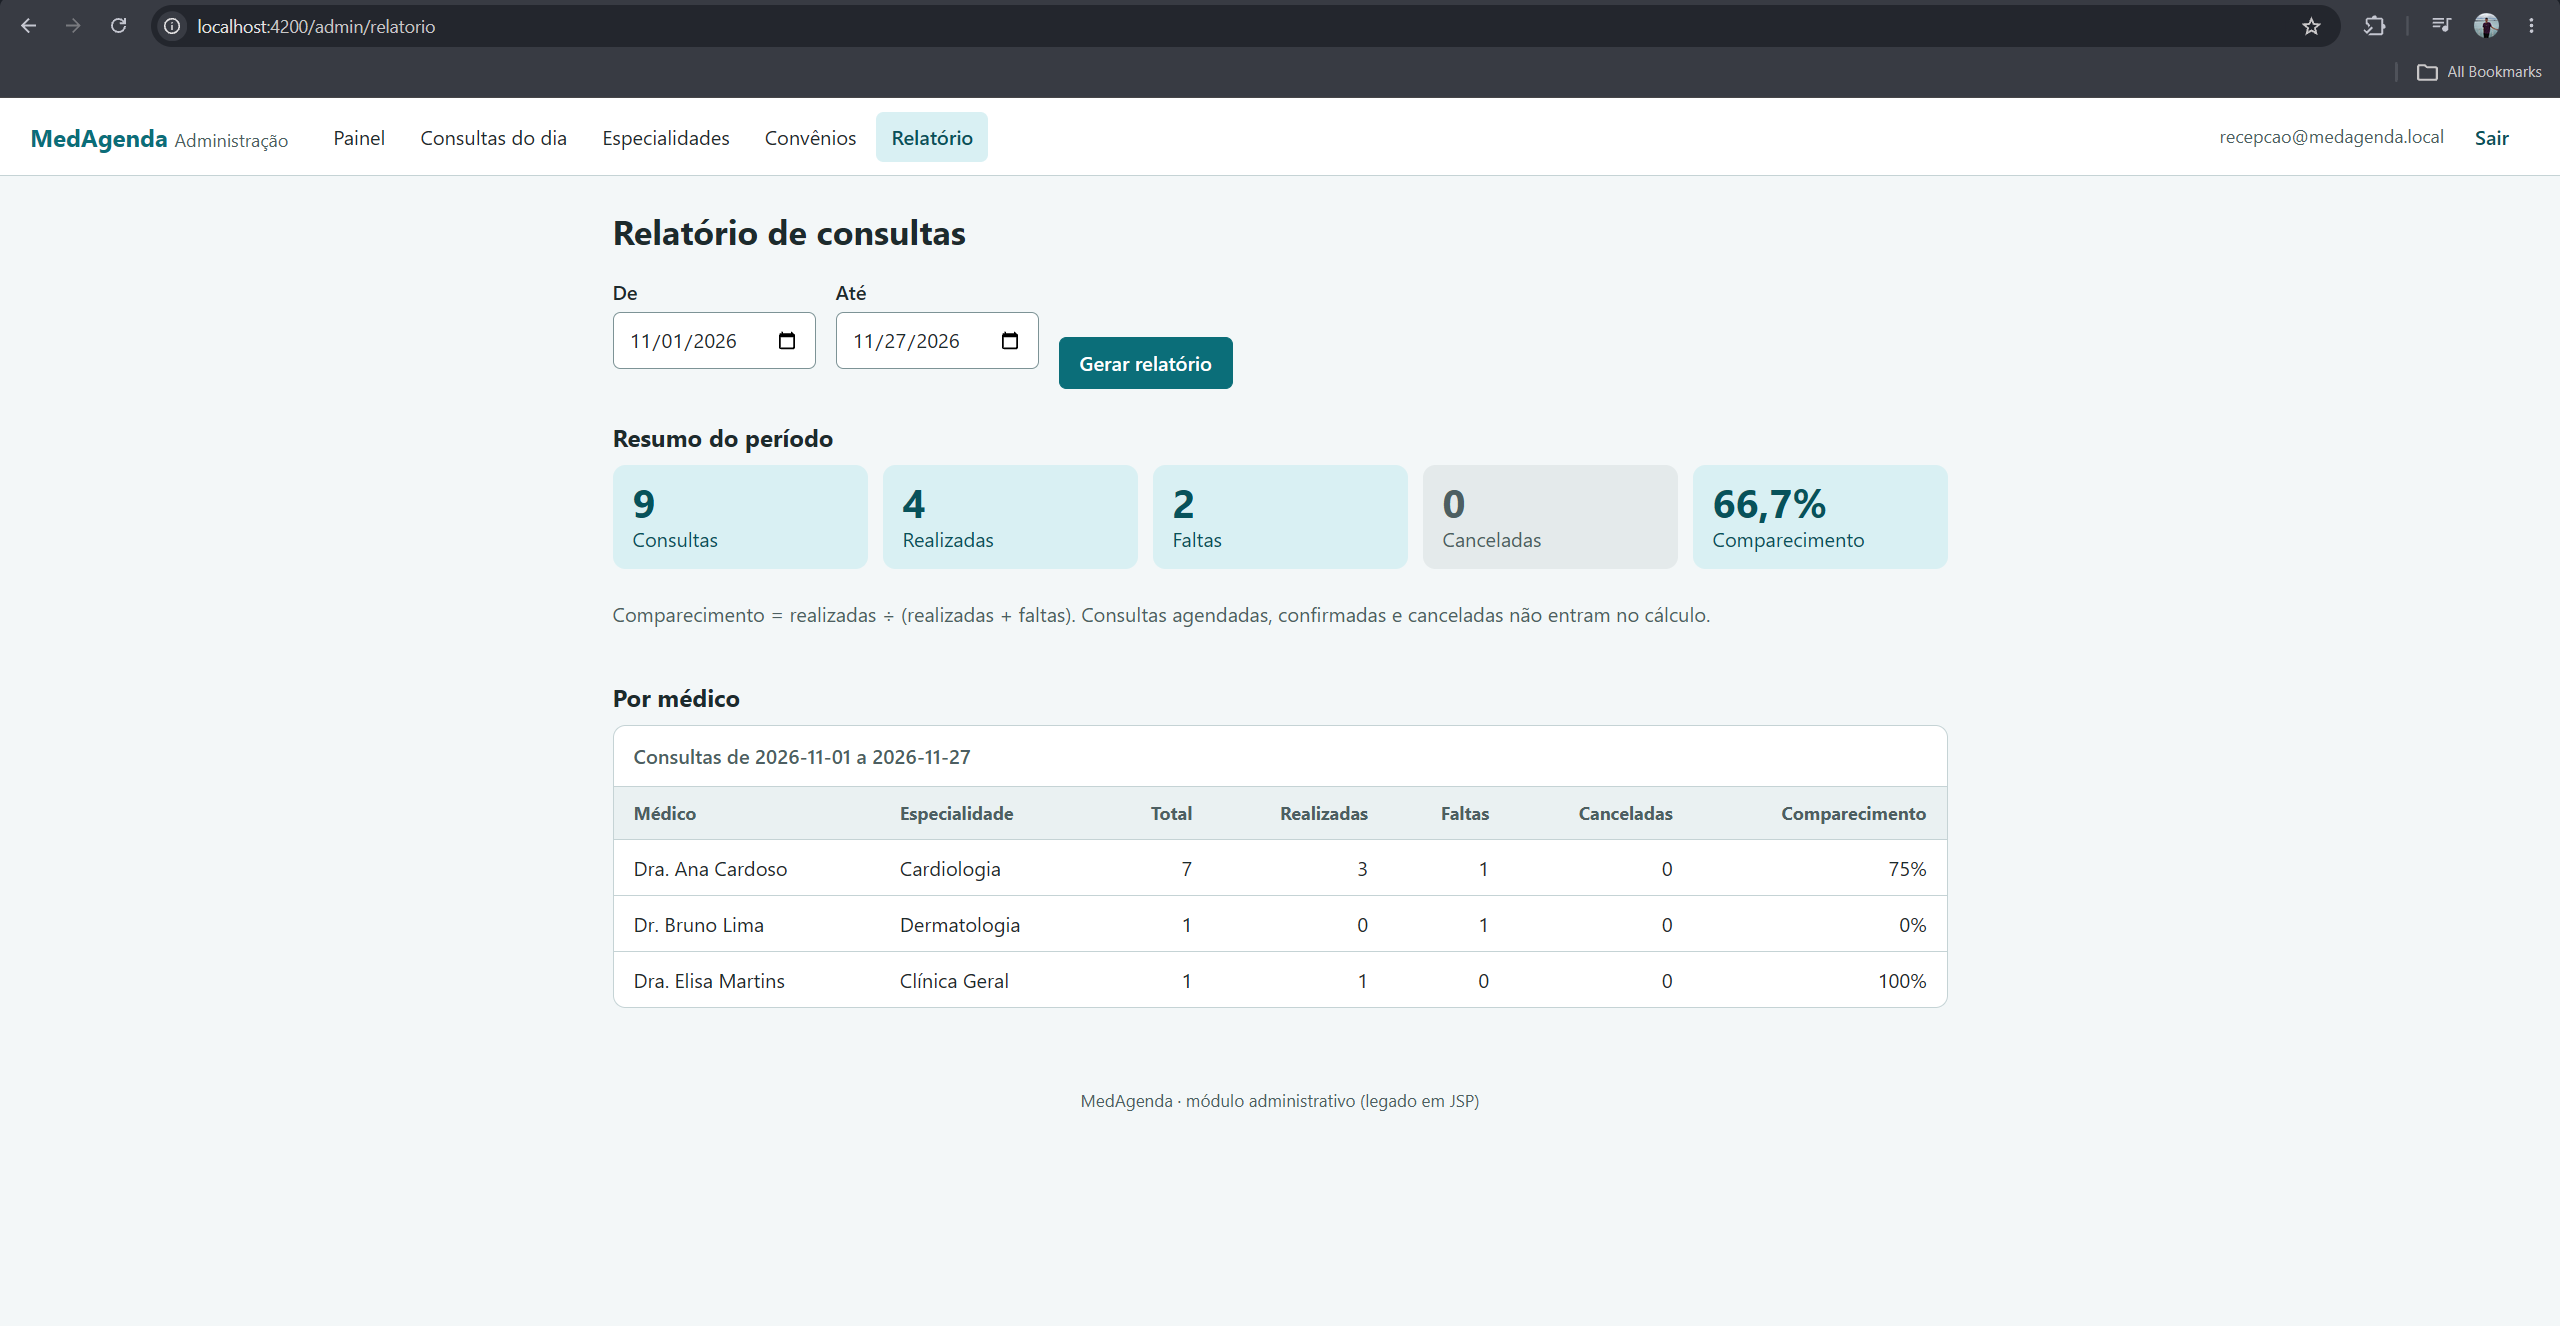 localhost:4200/admin/relatorio
All Bookmarks
MedAgenda Administração Painel Consultas do dia Especialidades Convênios Relatório recepcao@medagenda.local Sair
Relatório de consultas
De Até
11/01/2026 11/27/2026
Gerar relatório
Resumo do período
9 4 2 0 66,7%
Consultas Realizadas Faltas Canceladas Comparecimento
Comparecimento = realizadas ÷ (realizadas + faltas). Consultas agendadas, confirmadas e canceladas não entram no cálculo.
Por médico
Consultas de 2026-11-01 a 2026-11-27
Médico Especialidade Total Realizadas Faltas Canceladas Comparecimento
Dra. Ana Cardoso Cardiologia 7 3 1 0 75%
Dr. Bruno Lima Dermatologia 1 0 1 0 0%
Dra. Elisa Martins Clínica Geral 1 1 0 0 100%
MedAgenda · módulo administrativo (legado em JSP)